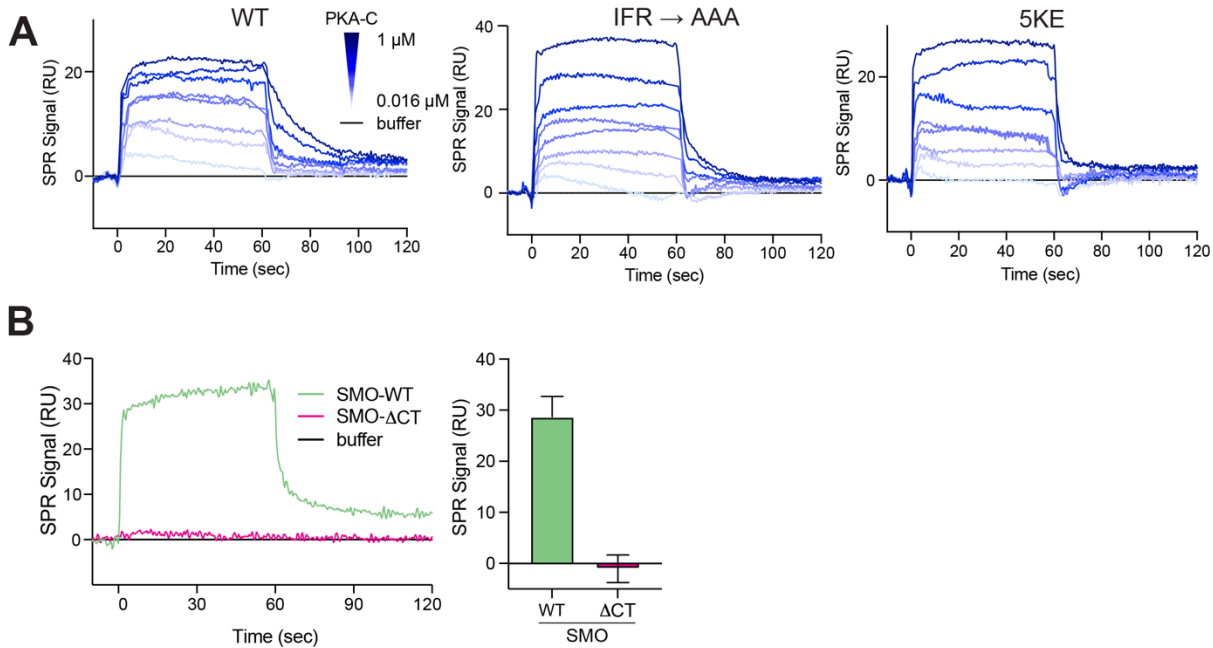 A
WT
PKA-C
1 µM
0.016 µM
buffer
SPR Signal (RU)
20
0
0 20 40 60 80 100 120
Time (sec)
IFR → AAA
SPR Signal (RU)
40
20
0
0 20 40 60 80 100 120
Time (sec)
5KE
SPR Signal (RU)
20
0
0 20 40 60 80 100 120
Time (sec)
B
SPR Signal (RU)
40
30
20
10
0
0 30 60 90 120
Time (sec)
SMO-WT
SMO-ΔCT
buffer
SPR Signal (RU)
40
30
20
10
0
WT ΔCT
SMO